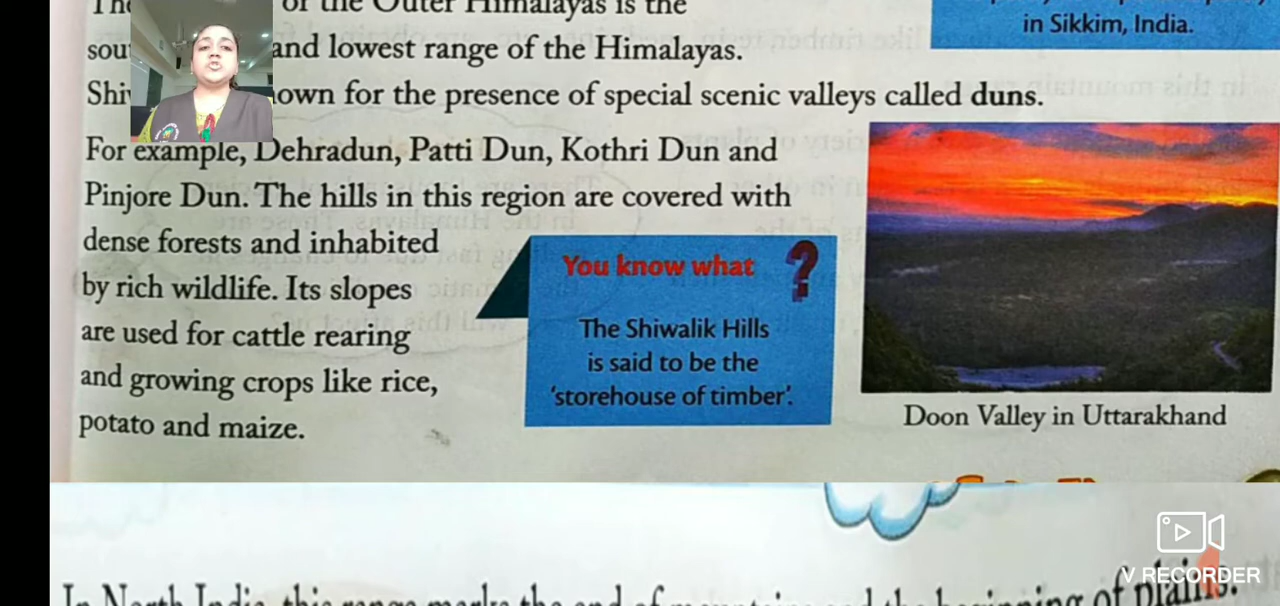 of the Outer Himalayas is the
and lowest range of the Himalayas.
for the presence of special scenic valleys called duns.
For example, Dehradun, Patti Dun, Kothri Dun and
Pinjore Dun. The hills in this region are covered with
dense forests and inhabited
by rich wildlife. Its slopes
are used for cattle rearing
and growing crops like rice,
potato and maize.
in Sikkim, India.
You know what ?
The Shiwalik Hills
is said to be the
'storehouse of timber'.
Doon Valley in Uttarakhand
In North India, this range marks the end of mountains and the beginning of plains.
V RECORDER